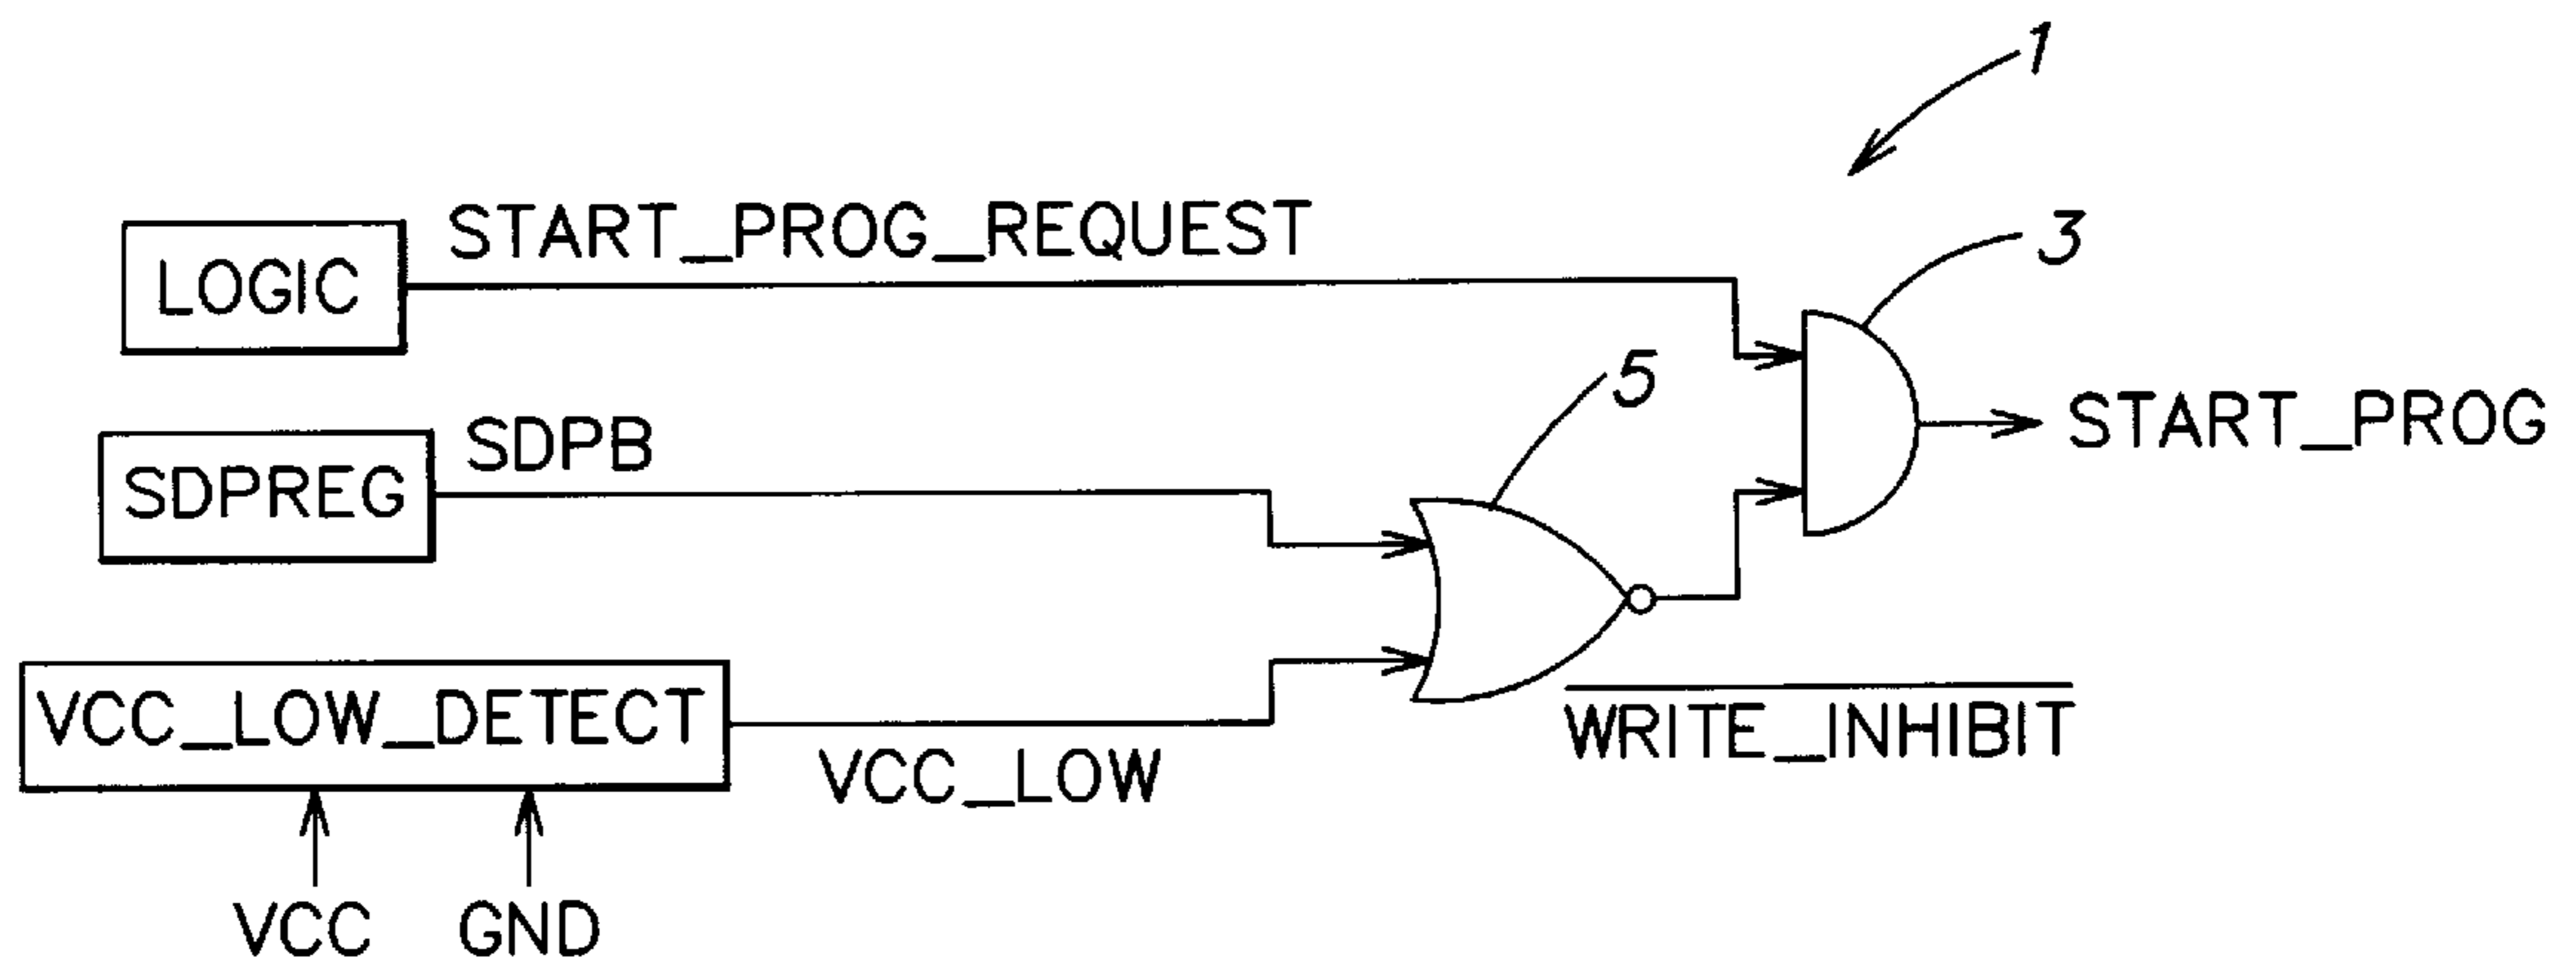 1
START_PROG_REQUEST
LOGIC
3
5
START_PROG
SDPB
SDPREG
VCC_LOW_DETECT
VCC_LOW
WRITE_INHIBIT
VCC
GND